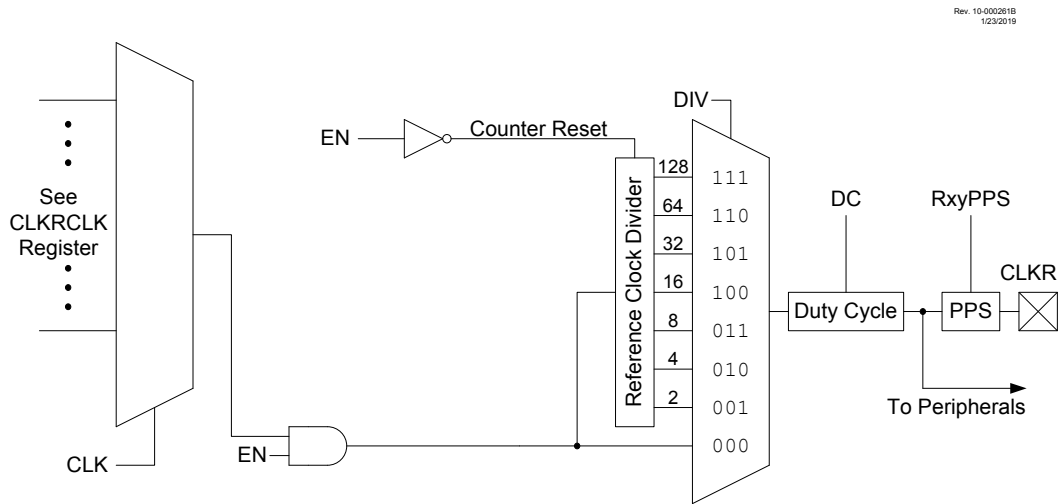 Rev. 10-000261B
1/23/2019
DIV
EN
Counter Reset
See
CLKRCLK
Register
Reference Clock Divider
128
64
32
16
8
4
2
111
110
101
100
011
010
001
000
DC
RxyPPS
CLKR
Duty Cycle
PPS
To Peripherals
EN
CLK